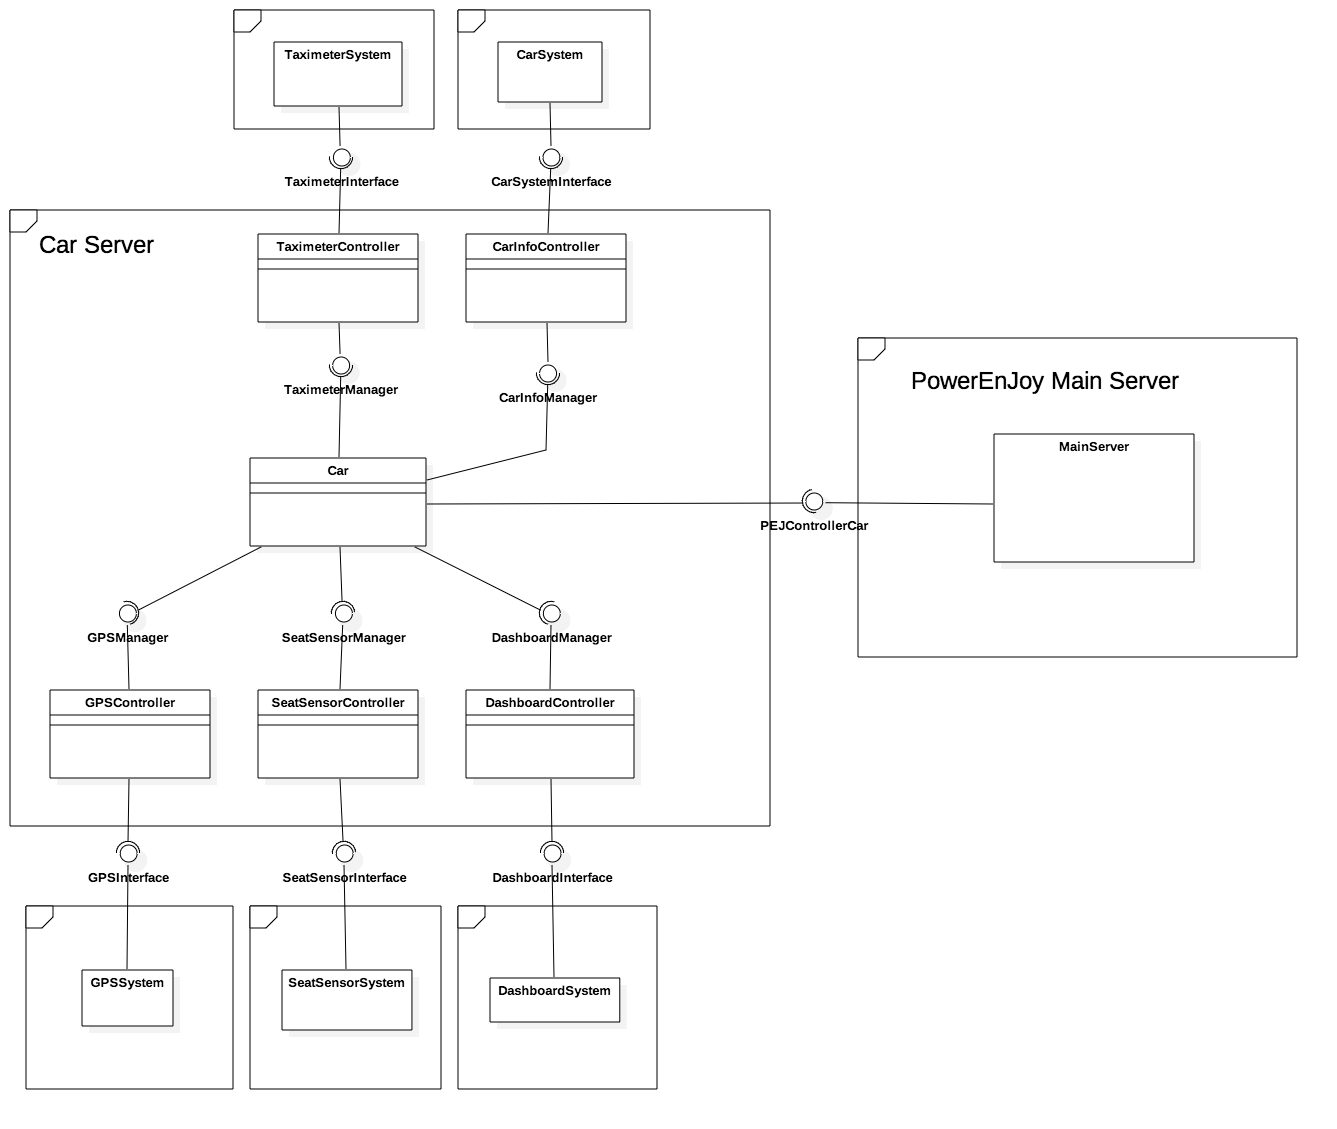 TaximeterSystem
CarSystem
TaximeterInterface
CarSystemInterface
Car Server
TaximeterController
CarInfoController
TaximeterManager
CarInfoManager
PowerEnJoy Main Server
MainServer
Car
PEJControllerCar
GPSManager
SeatSensorManager
DashboardManager
GPSController
SeatSensorController
DashboardController
GPSInterface
SeatSensorInterface
DashboardInterface
GPSSystem
SeatSensorSystem
DashboardSystem